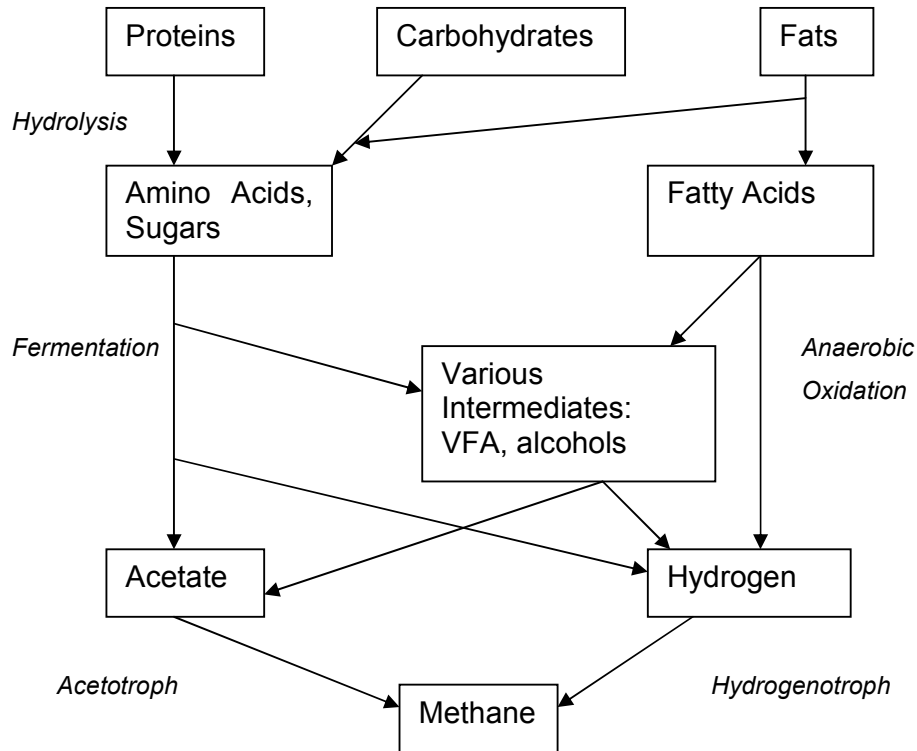 Proteins
Carbohydrates
Fats
Hydrolysis
Amino Acids,
Sugars
Fatty Acids
Fermentation
Various
Intermediates:
VFA, alcohols
Anaerobic
Oxidation
Acetate
Hydrogen
Acetotroph
Hydrogenotroph
Methane